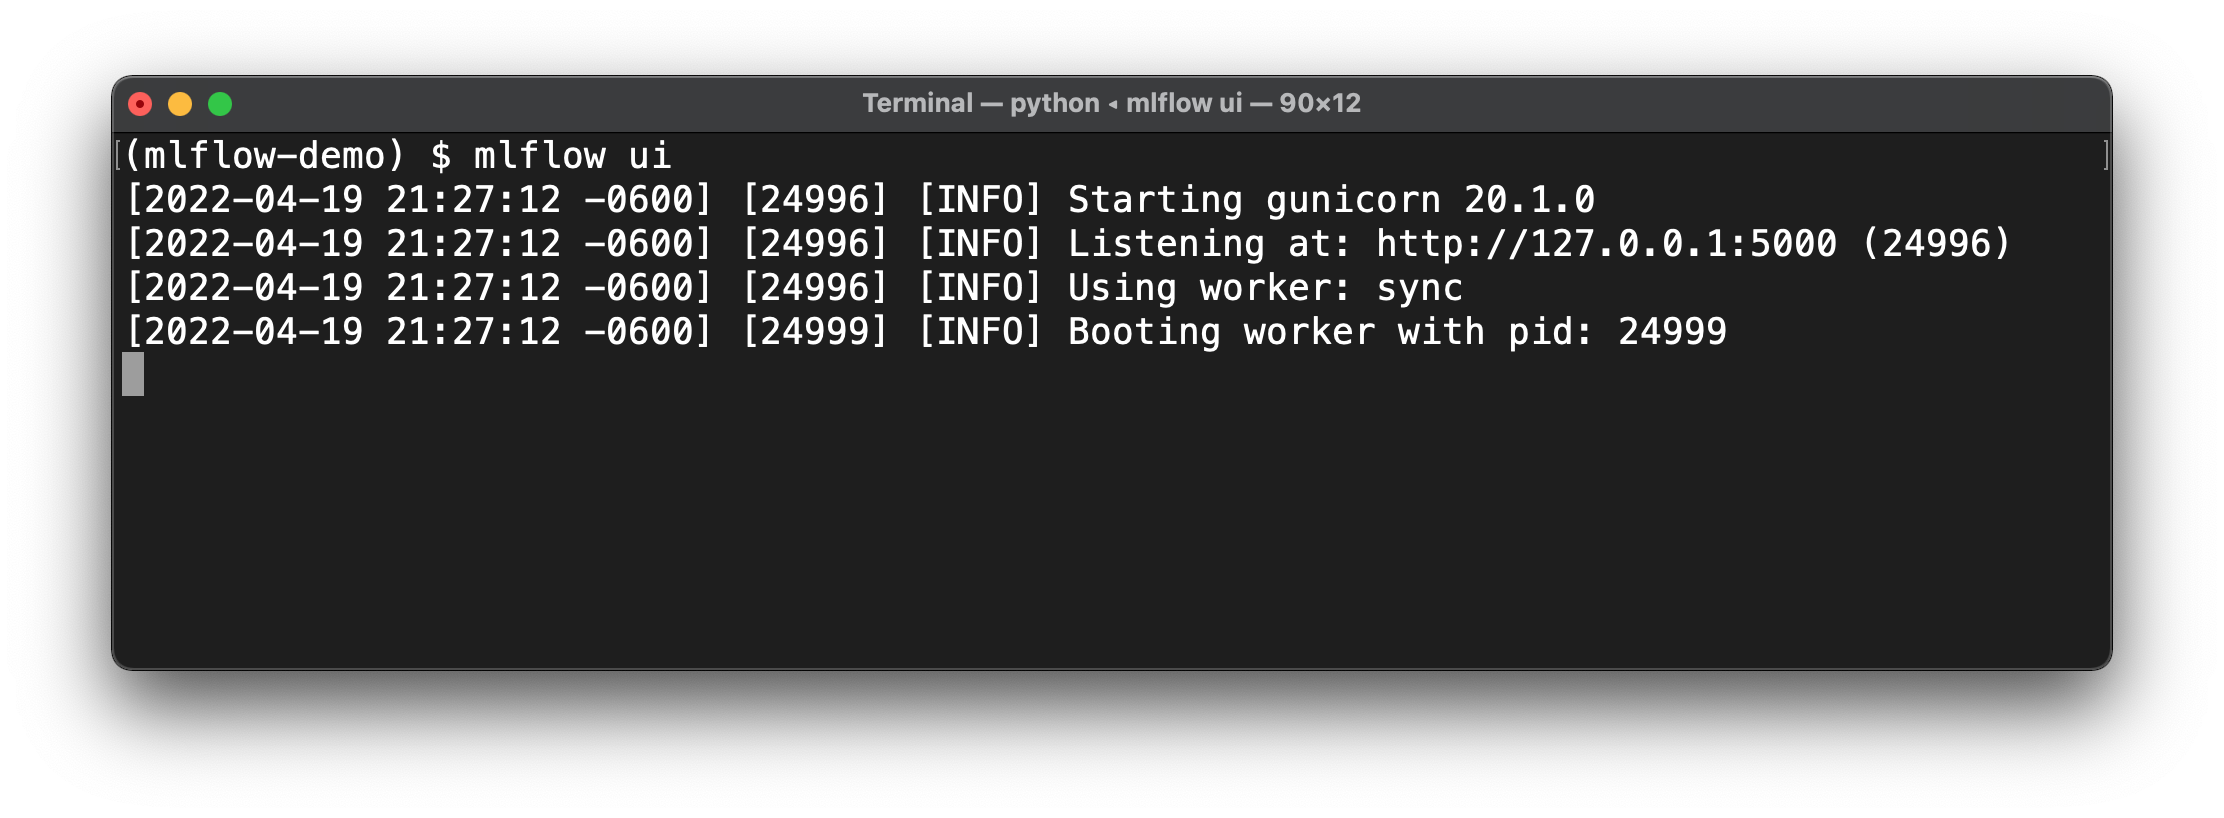 Terminal — python ◂ mlflow ui — 90×12
[(mlflow-demo) $ mlflow ui ]
[2022-04-19 21:27:12 -0600] [24996] [INFO] Starting gunicorn 20.1.0
[2022-04-19 21:27:12 -0600] [24996] [INFO] Listening at: http://127.0.0.1:5000 (24996)
[2022-04-19 21:27:12 -0600] [24996] [INFO] Using worker: sync
[2022-04-19 21:27:12 -0600] [24999] [INFO] Booting worker with pid: 24999